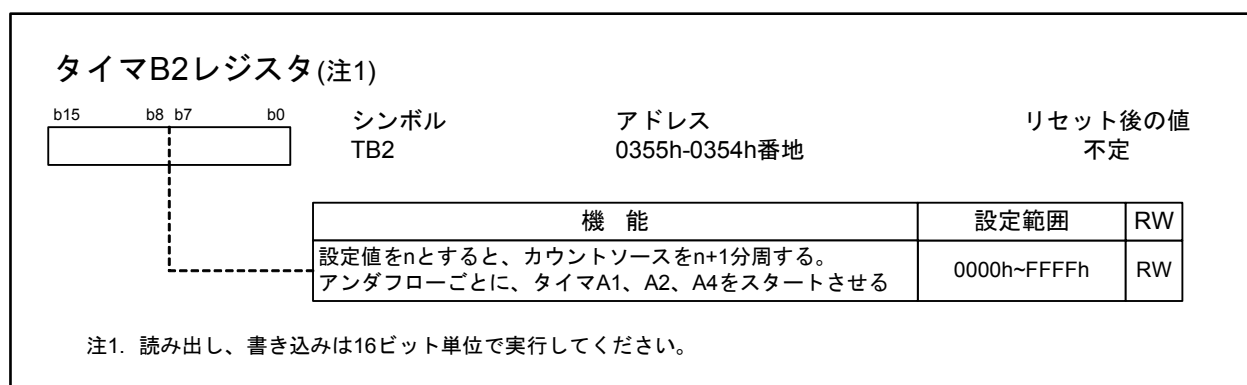 タイマB2レジスタ(注1)
b15 b8 b7 b0
シンボル アドレス リセット後の値
TB2 0355h-0354h番地 不定
機 能 設定範囲 RW
設定値をnとすると、カウントソースをn+1分周する。
アンダフローごとに、タイマA1、A2、A4をスタートさせる
0000h~FFFFh RW
注1. 読み出し、書き込みは16ビット単位で実行してください。